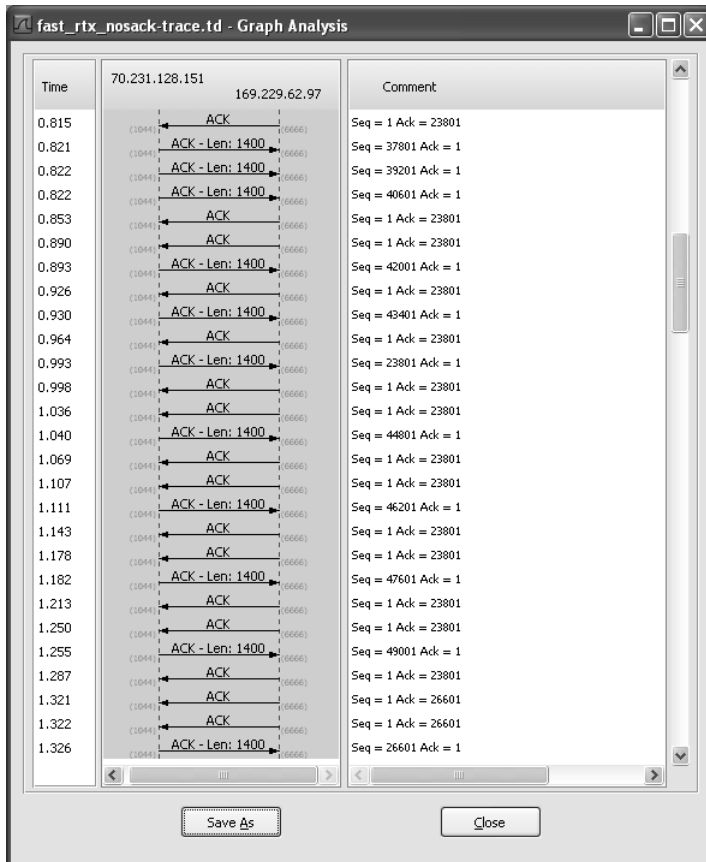 fast_rtx_nosack-trace.td - Graph Analysis
Time 70.231.128.151 169.229.62.97 Comment
0.815 (1044) ACK (6666) Seq = 1 Ack = 23801
0.821 (1044) ACK - Len: 1400 (6666) Seq = 37801 Ack = 1
0.822 (1044) ACK - Len: 1400 (6666) Seq = 39201 Ack = 1
0.822 (1044) ACK - Len: 1400 (6666) Seq = 40601 Ack = 1
0.853 (1044) ACK (6666) Seq = 1 Ack = 23801
0.890 (1044) ACK (6666) Seq = 1 Ack = 23801
0.893 (1044) ACK - Len: 1400 (6666) Seq = 42001 Ack = 1
0.926 (1044) ACK (6666) Seq = 1 Ack = 23801
0.930 (1044) ACK - Len: 1400 (6666) Seq = 43401 Ack = 1
0.964 (1044) ACK (6666) Seq = 1 Ack = 23801
0.993 (1044) ACK - Len: 1400 (6666) Seq = 23801 Ack = 1
0.998 (1044) ACK (6666) Seq = 1 Ack = 23801
1.036 (1044) ACK (6666) Seq = 1 Ack = 23801
1.040 (1044) ACK - Len: 1400 (6666) Seq = 44801 Ack = 1
1.069 (1044) ACK (6666) Seq = 1 Ack = 23801
1.107 (1044) ACK (6666) Seq = 1 Ack = 23801
1.111 (1044) ACK - Len: 1400 (6666) Seq = 46201 Ack = 1
1.143 (1044) ACK (6666) Seq = 1 Ack = 23801
1.178 (1044) ACK (6666) Seq = 1 Ack = 23801
1.182 (1044) ACK - Len: 1400 (6666) Seq = 47601 Ack = 1
1.213 (1044) ACK (6666) Seq = 1 Ack = 23801
1.250 (1044) ACK (6666) Seq = 1 Ack = 23801
1.255 (1044) ACK - Len: 1400 (6666) Seq = 49001 Ack = 1
1.287 (1044) ACK (6666) Seq = 1 Ack = 23801
1.321 (1044) ACK (6666) Seq = 1 Ack = 26601
1.322 (1044) ACK (6666) Seq = 1 Ack = 26601
1.326 (1044) ACK - Len: 1400 (6666) Seq = 26601 Ack = 1
Save As Close